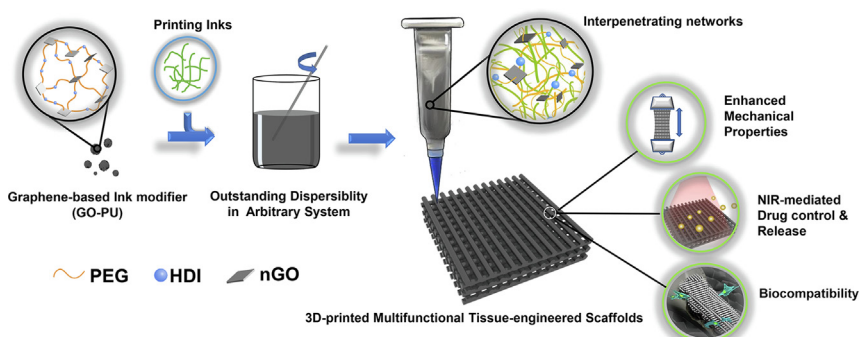 Printing Inks
Interpenetrating networks
Enhanced
Mechanical
Properties
Graphene-based Ink modifier
(GO-PU)
Outstanding Dispersiblity
in Arbitrary System
NIR-mediated
Drug control &
Release
PEG
HDI
nGO
Biocompatibility
3D-printed Multifunctional Tissue-engineered Scaffolds